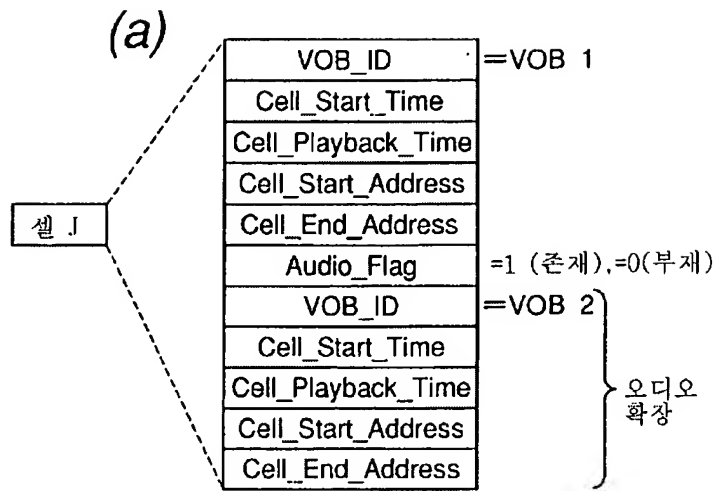 (a)
VOB_ID =VOB 1
Cell_Start_Time
Cell_Playback_Time
Cell_Start_Address
셀 J Cell_End_Address
Audio_Flag =1 (존재),=0(부재)
VOB_ID =VOB 2
Cell_Start_Time
Cell_Playback_Time
오디오
확장
Cell_Start_Address
Cell_End_Address